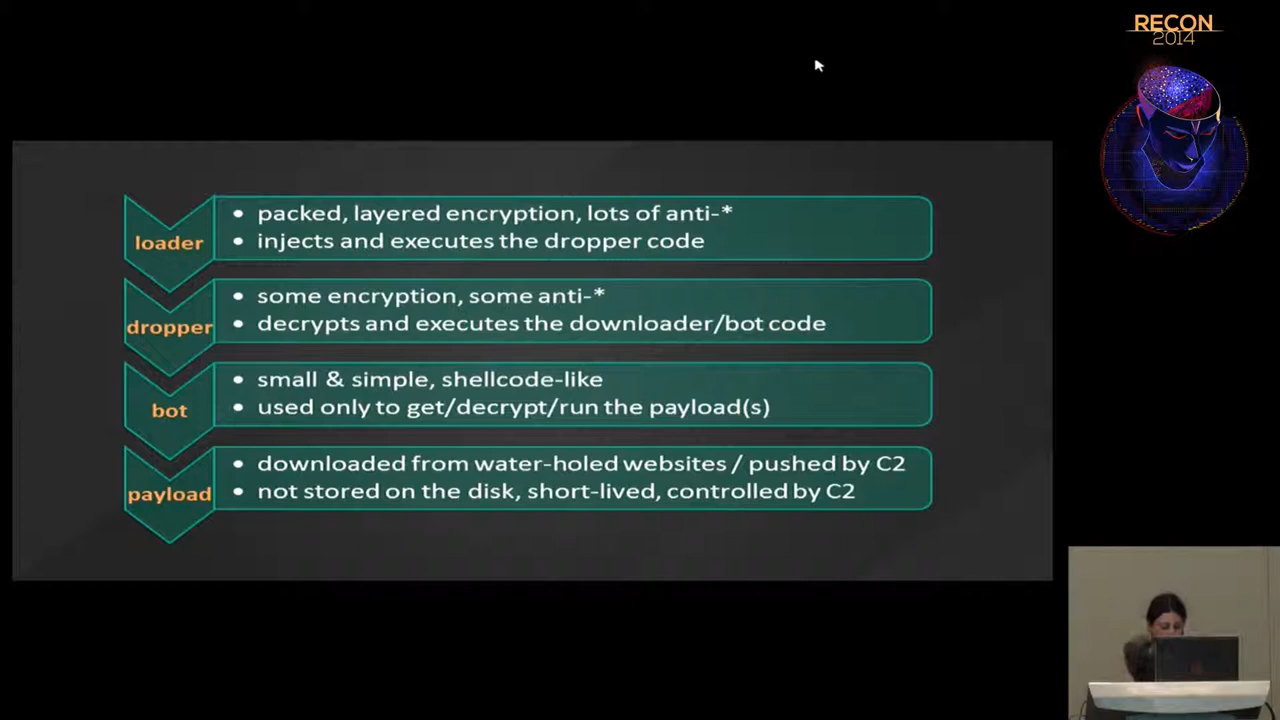 RECON
2014
loader
• packed, layered encryption, lots of anti-*
• injects and executes the dropper code
dropper
• some encryption, some anti-*
• decrypts and executes the downloader/bot code
bot
• small & simple, shellcode-like
• used only to get/decrypt/run the payload(s)
payload
• downloaded from water-holed websites / pushed by C2
• not stored on the disk, short-lived, controlled by C2